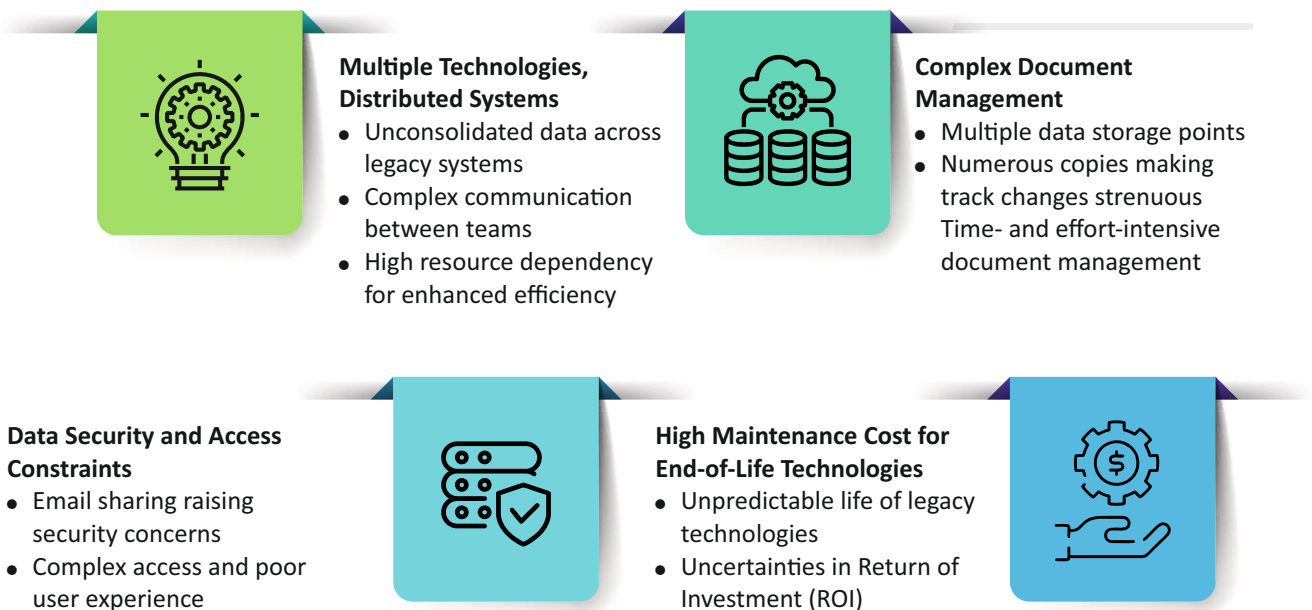 Multiple Technologies,
Distributed Systems
● Unconsolidated data across
legacy systems
● Complex communication
between teams
● High resource dependency
for enhanced efficiency
Complex Document
Management
● Multiple data storage points
● Numerous copies making
track changes strenuous
Time- and effort-intensive
document management
Data Security and Access
Constraints
● Email sharing raising
security concerns
● Complex access and poor
user experience
$
High Maintenance Cost for
End-of-Life Technologies
● Unpredictable life of legacy
technologies
● Uncertainties in Return of
Investment (ROI)